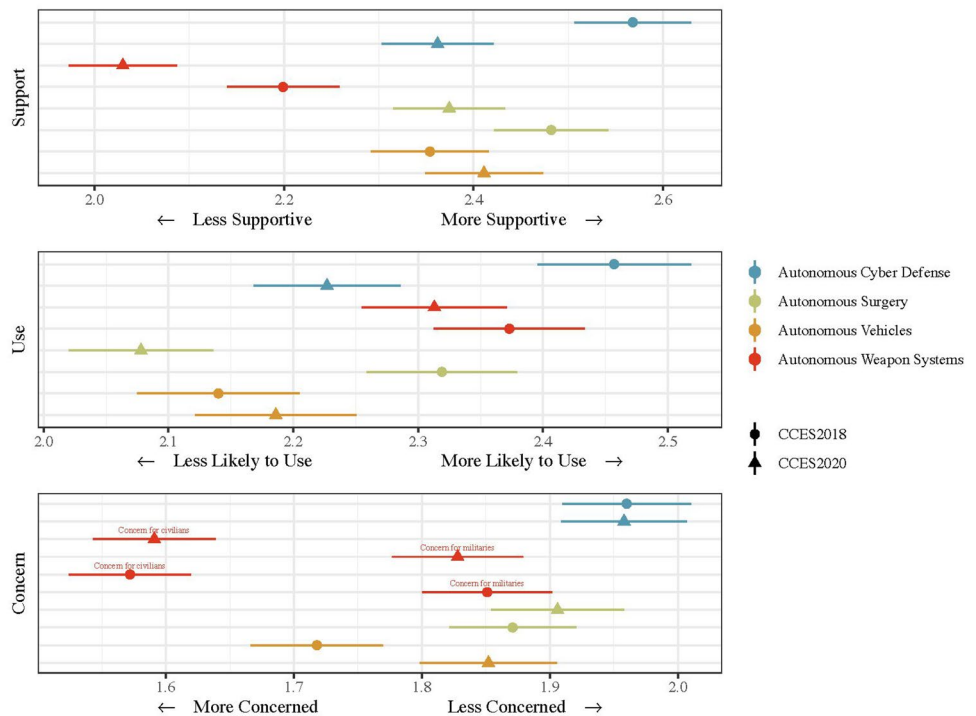 Support
2.0 2.2 2.4 2.6
← Less Supportive More Supportive →
Use
2.0 2.1 2.2 2.3 2.4 2.5
← Less Likely to Use More Likely to Use →
Autonomous Cyber Defense
Autonomous Surgery
Autonomous Vehicles
Autonomous Weapon Systems
CCES2018
CCES2020
Concern
Concern for civilians
Concern for militaries
Concern for civilians
Concern for militaries
1.6 1.7 1.8 1.9 2.0
← More Concerned Less Concerned →